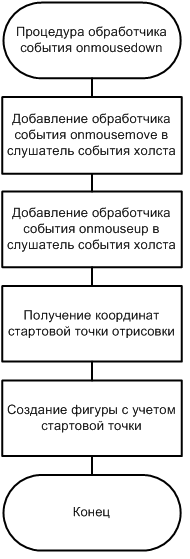 Процедура обработчика
события onmousedown
Добавление обработчика
события onmousemove в
слушатель события холста
Добавление обработчика
события onmouseup в
слушатель события холста
Получение координат
стартовой точки отрисовки
Создание фигуры с учетом
стартовой точки
Конец